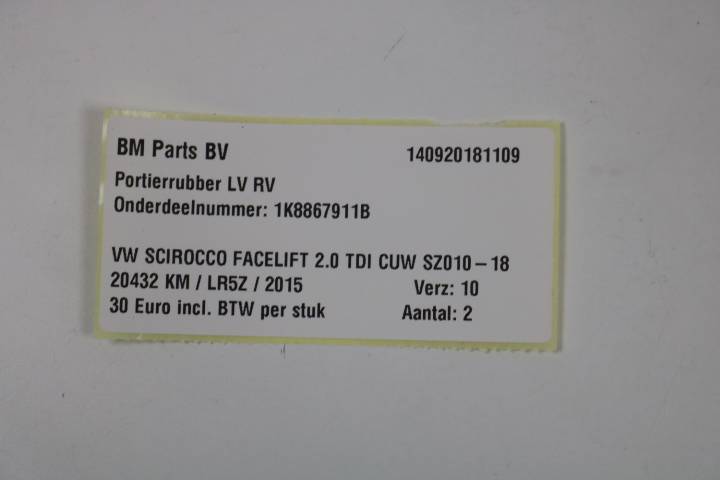 BM Parts BV 140920181109
Portierrubber LV RV
Onderdeelnummer: 1K8867911B
VW SCIROCCO FACELIFT 2.0 TDI CUW SZ010-18
20432 KM / LR5Z / 2015 Verz: 10
30 Euro incl. BTW per stuk Aantal: 2